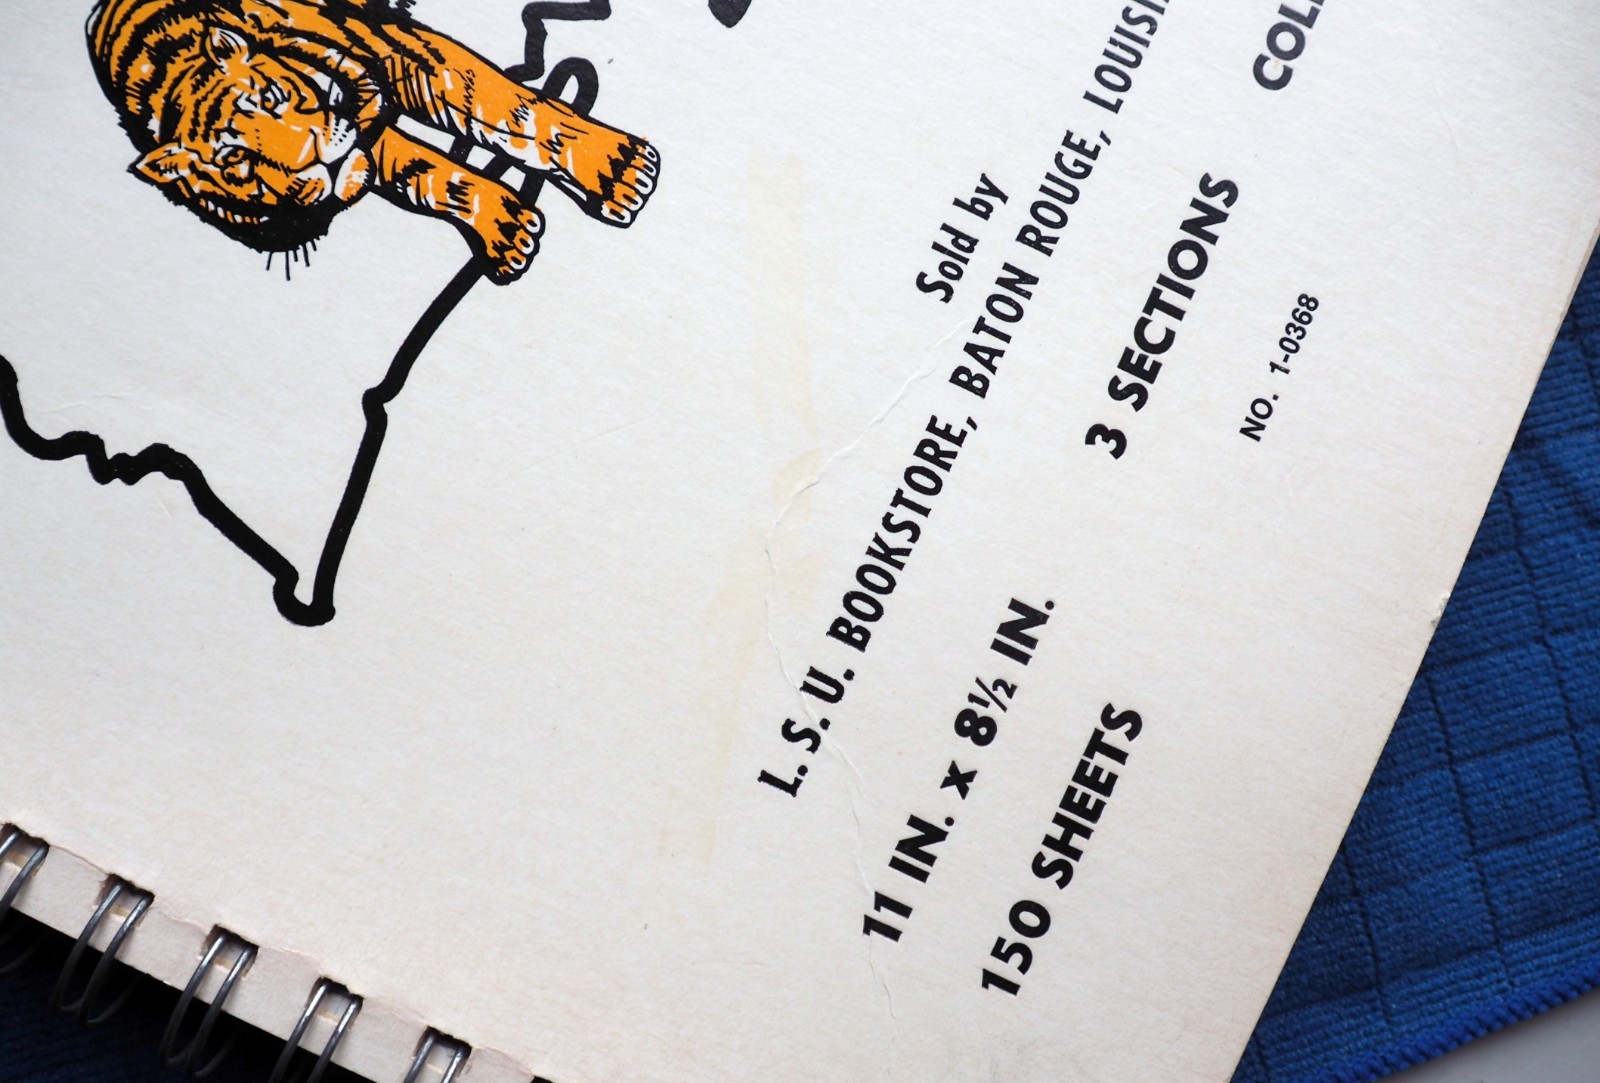 Sold by
L. S. U. BOOKSTORE, BATON ROUGE,
11 IN. x 8½ IN.
3 SECTIONS
150 SHEETS
NO. 1-0368